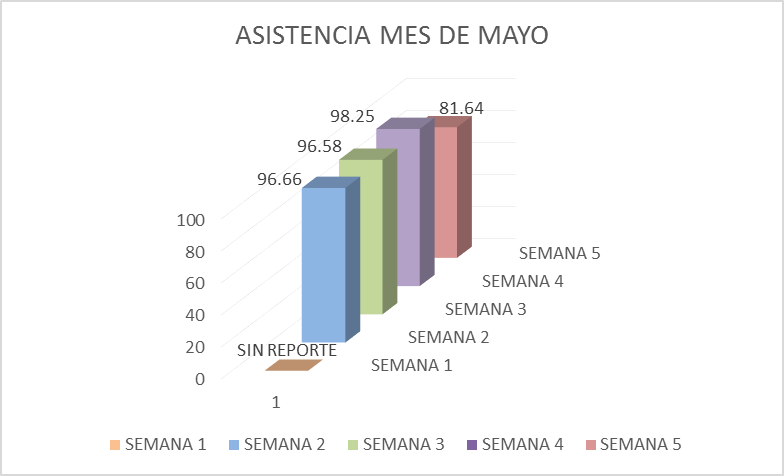 ASISTENCIA MES DE MAYO
81.64
98.25
96.58
96.66
100
80
60
40
20
0
SIN REPORTE
SEMANA 5
SEMANA 4
SEMANA 3
SEMANA 2
SEMANA 1
1
SEMANA 1 SEMANA 2 SEMANA 3 SEMANA 4 SEMANA 5